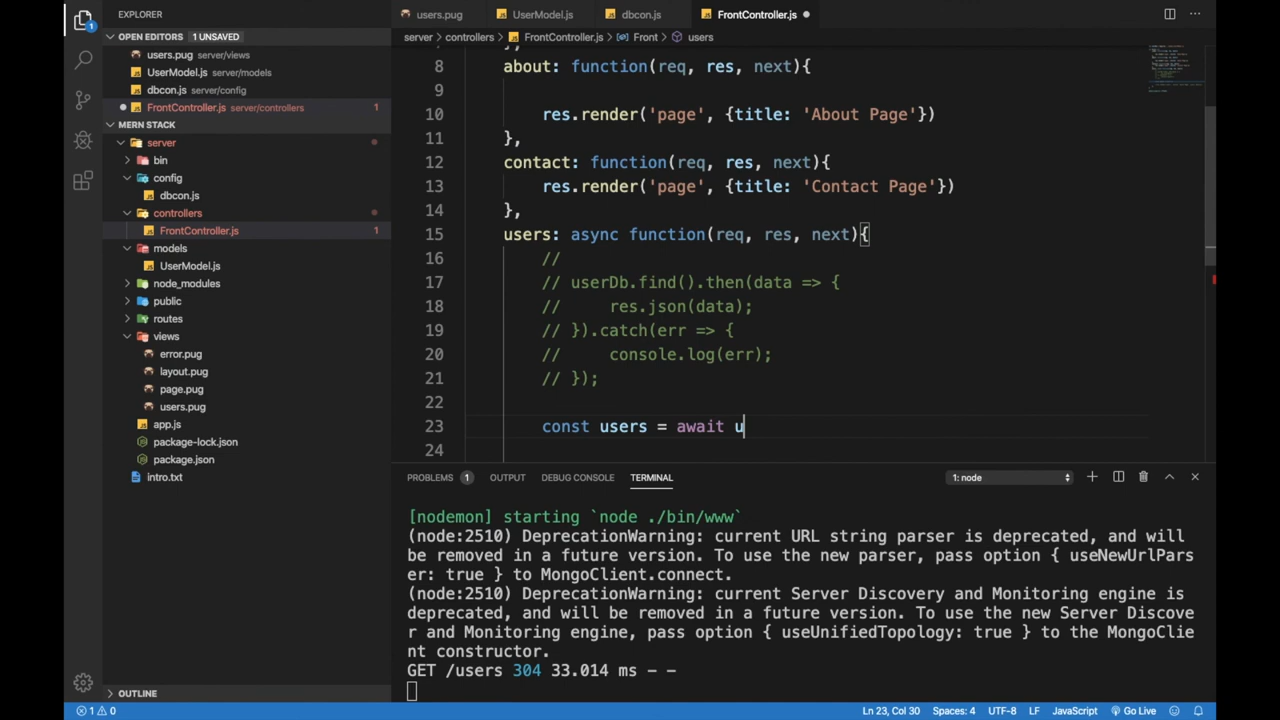 EXPLORER
users.pug
UserModel.js
dbcon.js
FrontController.js
OPEN EDITORS 1 UNSAVED
server > controllers > FrontController.js > Front > users
users.pug server/views
UserModel.js server/models
dbcon.js server/config
FrontController.js server/controllers 1
MERN STACK
server
bin
config
dbcon.js
controllers
FrontController.js 1
models
UserModel.js
node_modules
public
routes
views
error.pug
layout.pug
page.pug
users.pug
app.js
package-lock.json
package.json
intro.txt
OUTLINE
8 about: function(req, res, next){
9
10 res.render('page', {title: 'About Page'})
11 },
12 contact: function(req, res, next){
13 res.render('page', {title: 'Contact Page'})
14 },
15 users: async function(req, res, next){
16 //
17 // userDb.find().then(data => {
18 // res.json(data);
19 // }).catch(err => {
20 // console.log(err);
21 // });
22
23 const users = await u
24
PROBLEMS 1 OUTPUT DEBUG CONSOLE TERMINAL 1: node
[nodemon] starting `node ./bin/www`
(node:2510) DeprecationWarning: current URL string parser is deprecated, and will
be removed in a future version. To use the new parser, pass option { useNewUrlPars
er: true } to MongoClient.connect.
(node:2510) DeprecationWarning: current Server Discovery and Monitoring engine is
deprecated, and will be removed in a future version. To use the new Server Discove
r and Monitoring engine, pass option { useUnifiedTopology: true } to the MongoClie
nt constructor.
GET /users 304 33.014 ms - -
1 0 Ln 23, Col 30 Spaces: 4 UTF-8 LF JavaScript Go Live